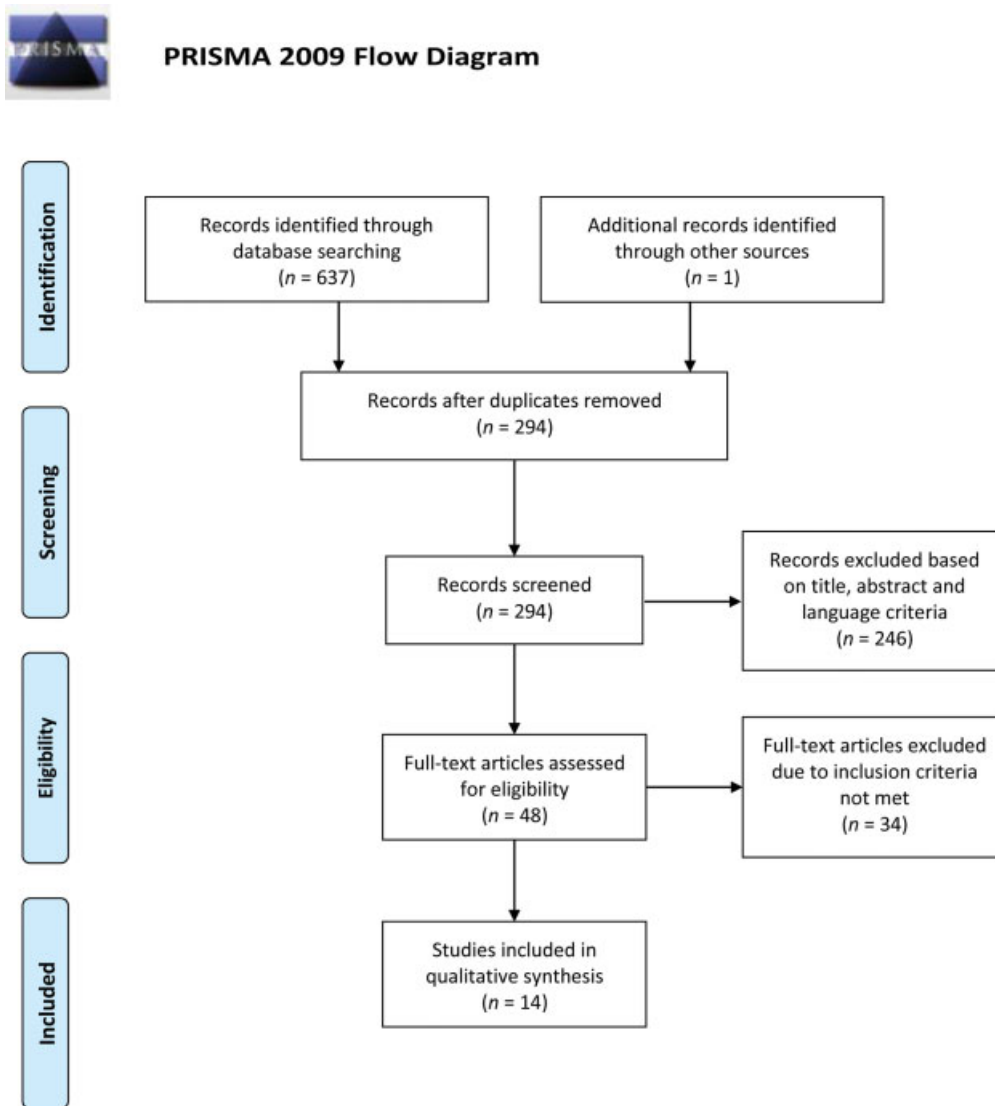 PRISMA
PRISMA 2009 Flow Diagram
Identification
Records identified through
database searching
(n = 637)
Additional records identified
through other sources
(n = 1)
Records after duplicates removed
(n = 294)
Screening
Records screened
(n = 294)
Records excluded based
on title, abstract and
language criteria
(n = 246)
Eligibility
Full-text articles assessed
for eligibility
(n = 48)
Full-text articles excluded
due to inclusion criteria
not met
(n = 34)
Included
Studies included in
qualitative synthesis
(n = 14)